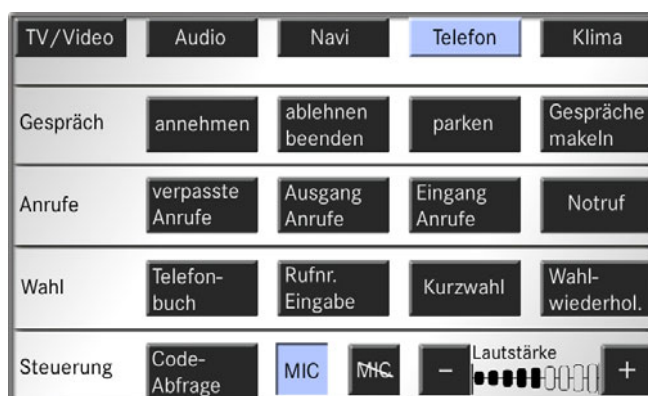 TV/Video Audio Navi Telefon Klima
Gespräch annehmen ablehnen beenden parken Gespräche makeln
Anrufe verpasste Anrufe Ausgang Anrufe Eingang Anrufe Notruf
Wahl Telefon- buch Rufnr. Eingabe Kurzwahl Wahl- wiederhol.
Steuerung Code- Abfrage MIC MIC - Lautstärke +